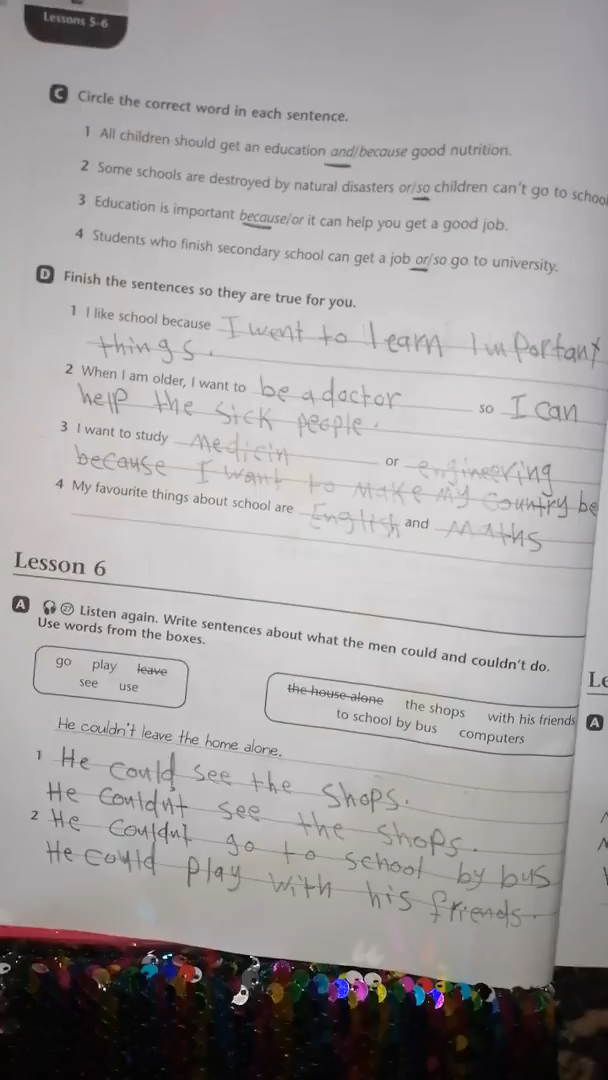 Lessons 5-6
C Circle the correct word in each sentence.
1 All children should get an education and/because good nutrition.
2 Some schools are destroyed by natural disasters or/so children can't go to school
3 Education is important because/or it can help you get a good job.
4 Students who finish secondary school can get a job or/so go to university.
D Finish the sentences so they are true for you.
1 I like school because I went to learn Important
things.
2 When I am older, I want to be a doctor so I can
help the sick people.
3 I want to study Medicin or engineering
because I want to make my country be
4 My favourite things about school are English and Maths
Lesson 6
A 27 Listen again. Write sentences about what the men could and couldn't do.
Use words from the boxes.
go play leave
see use
the house alone the shops with his friends
to school by bus computers
He couldn't leave the home alone.
1 He could see the shops.
He couldn't see the shops.
2 He couldn't go to school by bus
He could play with his friends.
Le
A